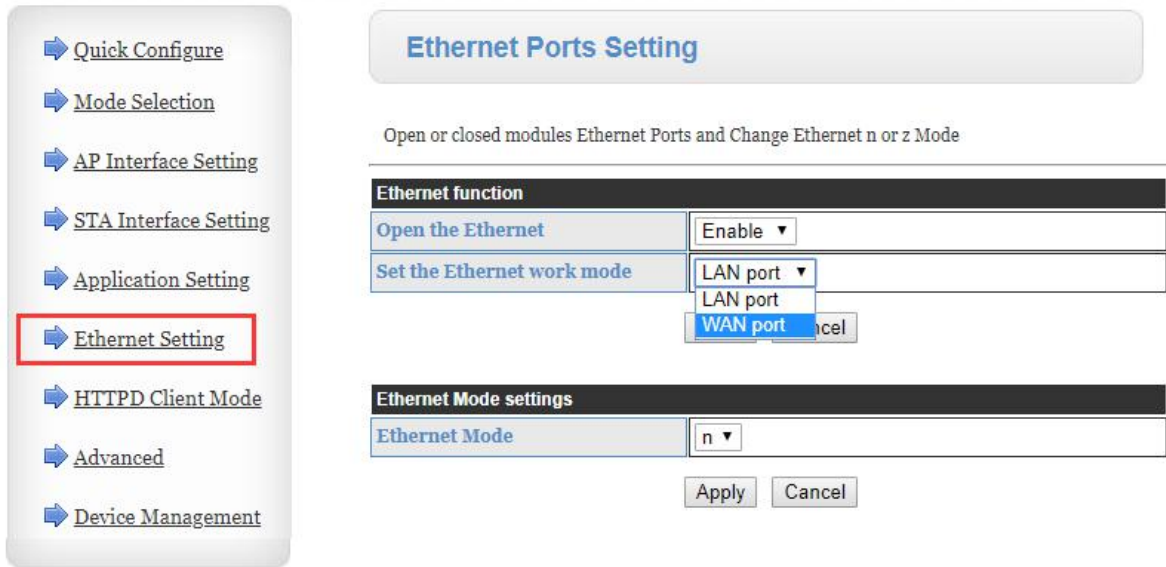 Quick Configure
Mode Selection
AP Interface Setting
STA Interface Setting
Application Setting
Ethernet Setting
HTTPD Client Mode
Advanced
Device Management
Ethernet Ports Setting
Open or closed modules Ethernet Ports and Change Ethernet n or z Mode
Ethernet function
Open the Ethernet Enable
Set the Ethernet work mode LAN port
LAN port
WAN port
Ethernet Mode settings
Ethernet Mode n
Apply Cancel